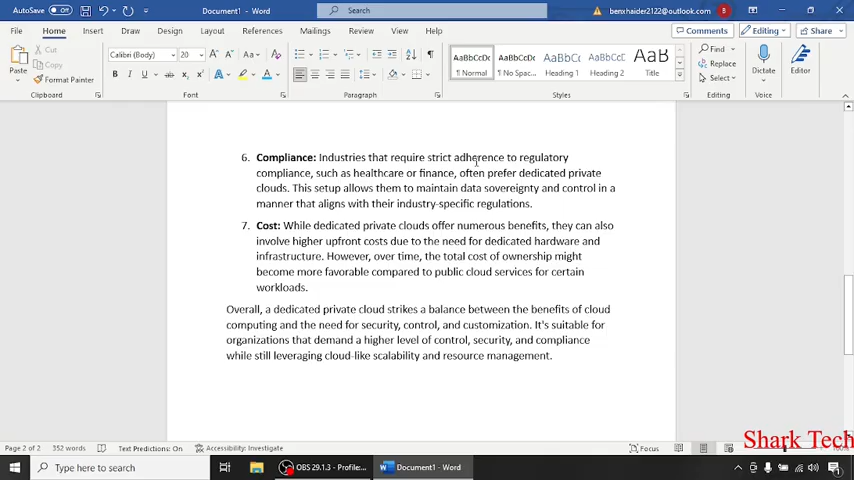 AutoSave Off Document1 - Word Search benxhaider2122@outlook.com B
File Home Insert Draw Design Layout References Mailings Review View Help Comments Editing Share
Paste Cut Copy Format Painter Calibri (Body) 20 Aa Normal No Spac... Heading 1 Heading 2 Title Find Replace Select Dictate Editor
Clipboard Font Paragraph Styles Editing Voice Editor
6. Compliance: Industries that require strict adherence to regulatory
compliance, such as healthcare or finance, often prefer dedicated private
clouds. This setup allows them to maintain data sovereignty and control in a
manner that aligns with their industry-specific regulations.
7. Cost: While dedicated private clouds offer numerous benefits, they can also
involve higher upfront costs due to the need for dedicated hardware and
infrastructure. However, over time, the total cost of ownership might
become more favorable compared to public cloud services for certain
workloads.
Overall, a dedicated private cloud strikes a balance between the benefits of cloud
computing and the need for security, control, and customization. It's suitable for
organizations that demand a higher level of control, security, and compliance
while still leveraging cloud-like scalability and resource management.
Page 2 of 2 352 words Text Predictions: On Accessibility: Investigate Focus
Shark Tech
Type here to search OBS 29.1.3 - Profile:... Document1 - Word